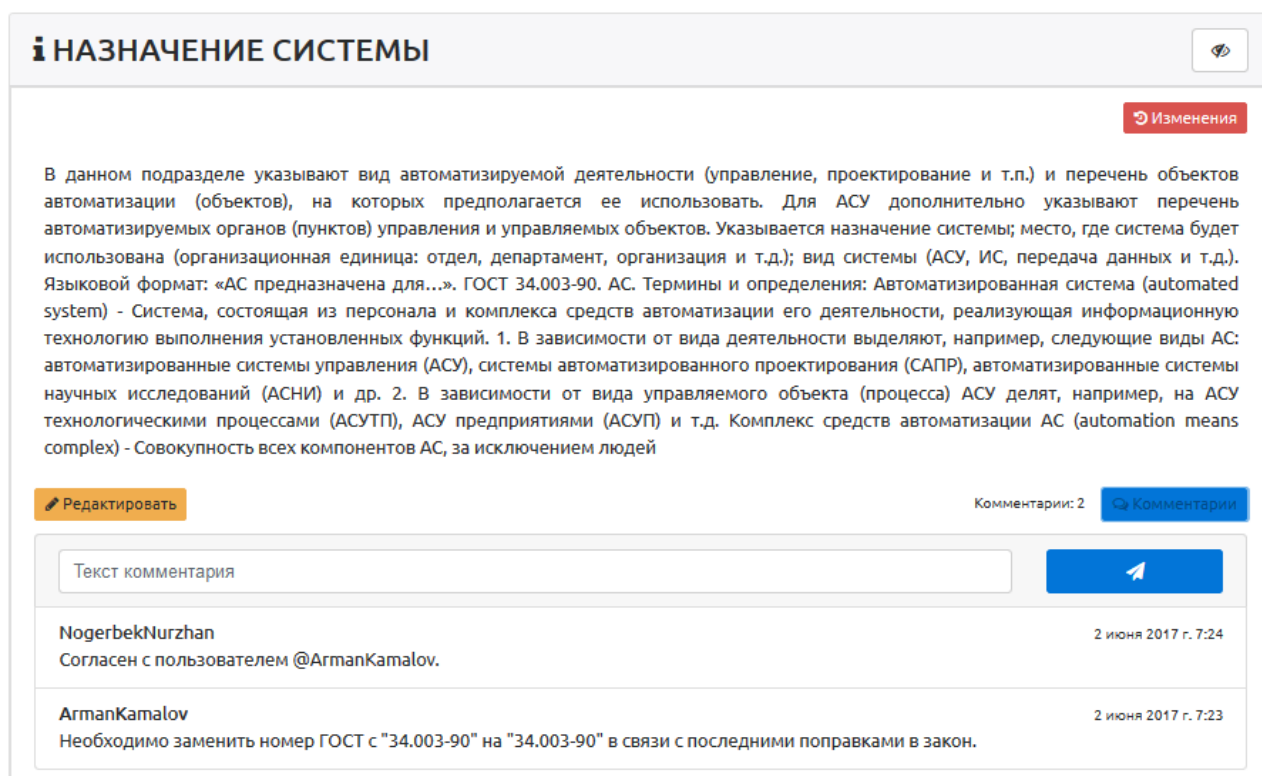 НАЗНАЧЕНИЕ СИСТЕМЫ
Изменения
В данном подразделе указывают вид автоматизируемой деятельности (управление, проектирование и т.п.) и перечень объектов
автоматизации (объектов), на которых предполагается ее использовать. Для АСУ дополнительно указывают перечень
автоматизируемых органов (пунктов) управления и управляемых объектов. Указывается назначение системы; место, где система будет
использована (организационная единица: отдел, департамент, организация и т.д.); вид системы (АСУ, ИС, передача данных и т.д.).
Языковой формат: «АС предназначена для…». ГОСТ 34.003-90. АС. Термины и определения: Автоматизированная система (automated
system) - Система, состоящая из персонала и комплекса средств автоматизации его деятельности, реализующая информационную
технологию выполнения установленных функций. 1. В зависимости от вида деятельности выделяют, например, следующие виды АС:
автоматизированные системы управления (АСУ), системы автоматизированного проектирования (САПР), автоматизированные системы
научных исследований (АСНИ) и др. 2. В зависимости от вида управляемого объекта (процесса) АСУ делят, например, на АСУ
технологическими процессами (АСУТП), АСУ предприятиями (АСУП) и т.д. Комплекс средств автоматизации АС (automation means
complex) - Совокупность всех компонентов АС, за исключением людей
Редактировать Комментарии: 2 Комментарии
Текст комментария
NogerbekNurzhan 2 июня 2017 г. 7:24
Согласен с пользователем @ArmanKamalov.
ArmanKamalov 2 июня 2017 г. 7:23
Необходимо заменить номер ГОСТ с "34.003-90" на "34.003-90" в связи с последними поправками в закон.